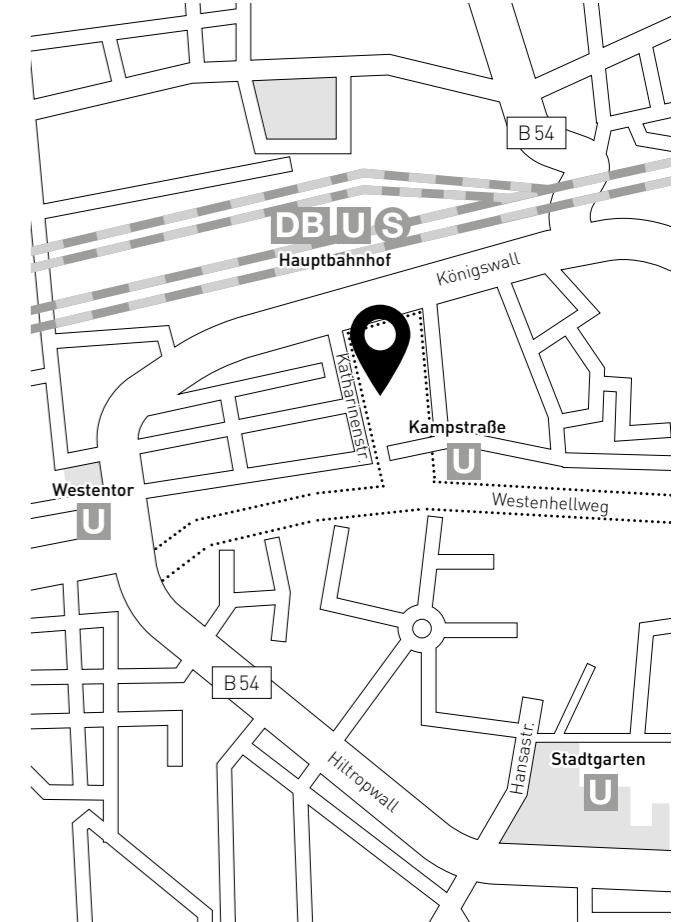 B 54
DB U S
Hauptbahnhof
Königswall
Katharinenstr.
Kampstraße
U
Westentor
U
Westenhellweg
B 54
Hansastr.
Hiltropwall
Stadtgarten
U